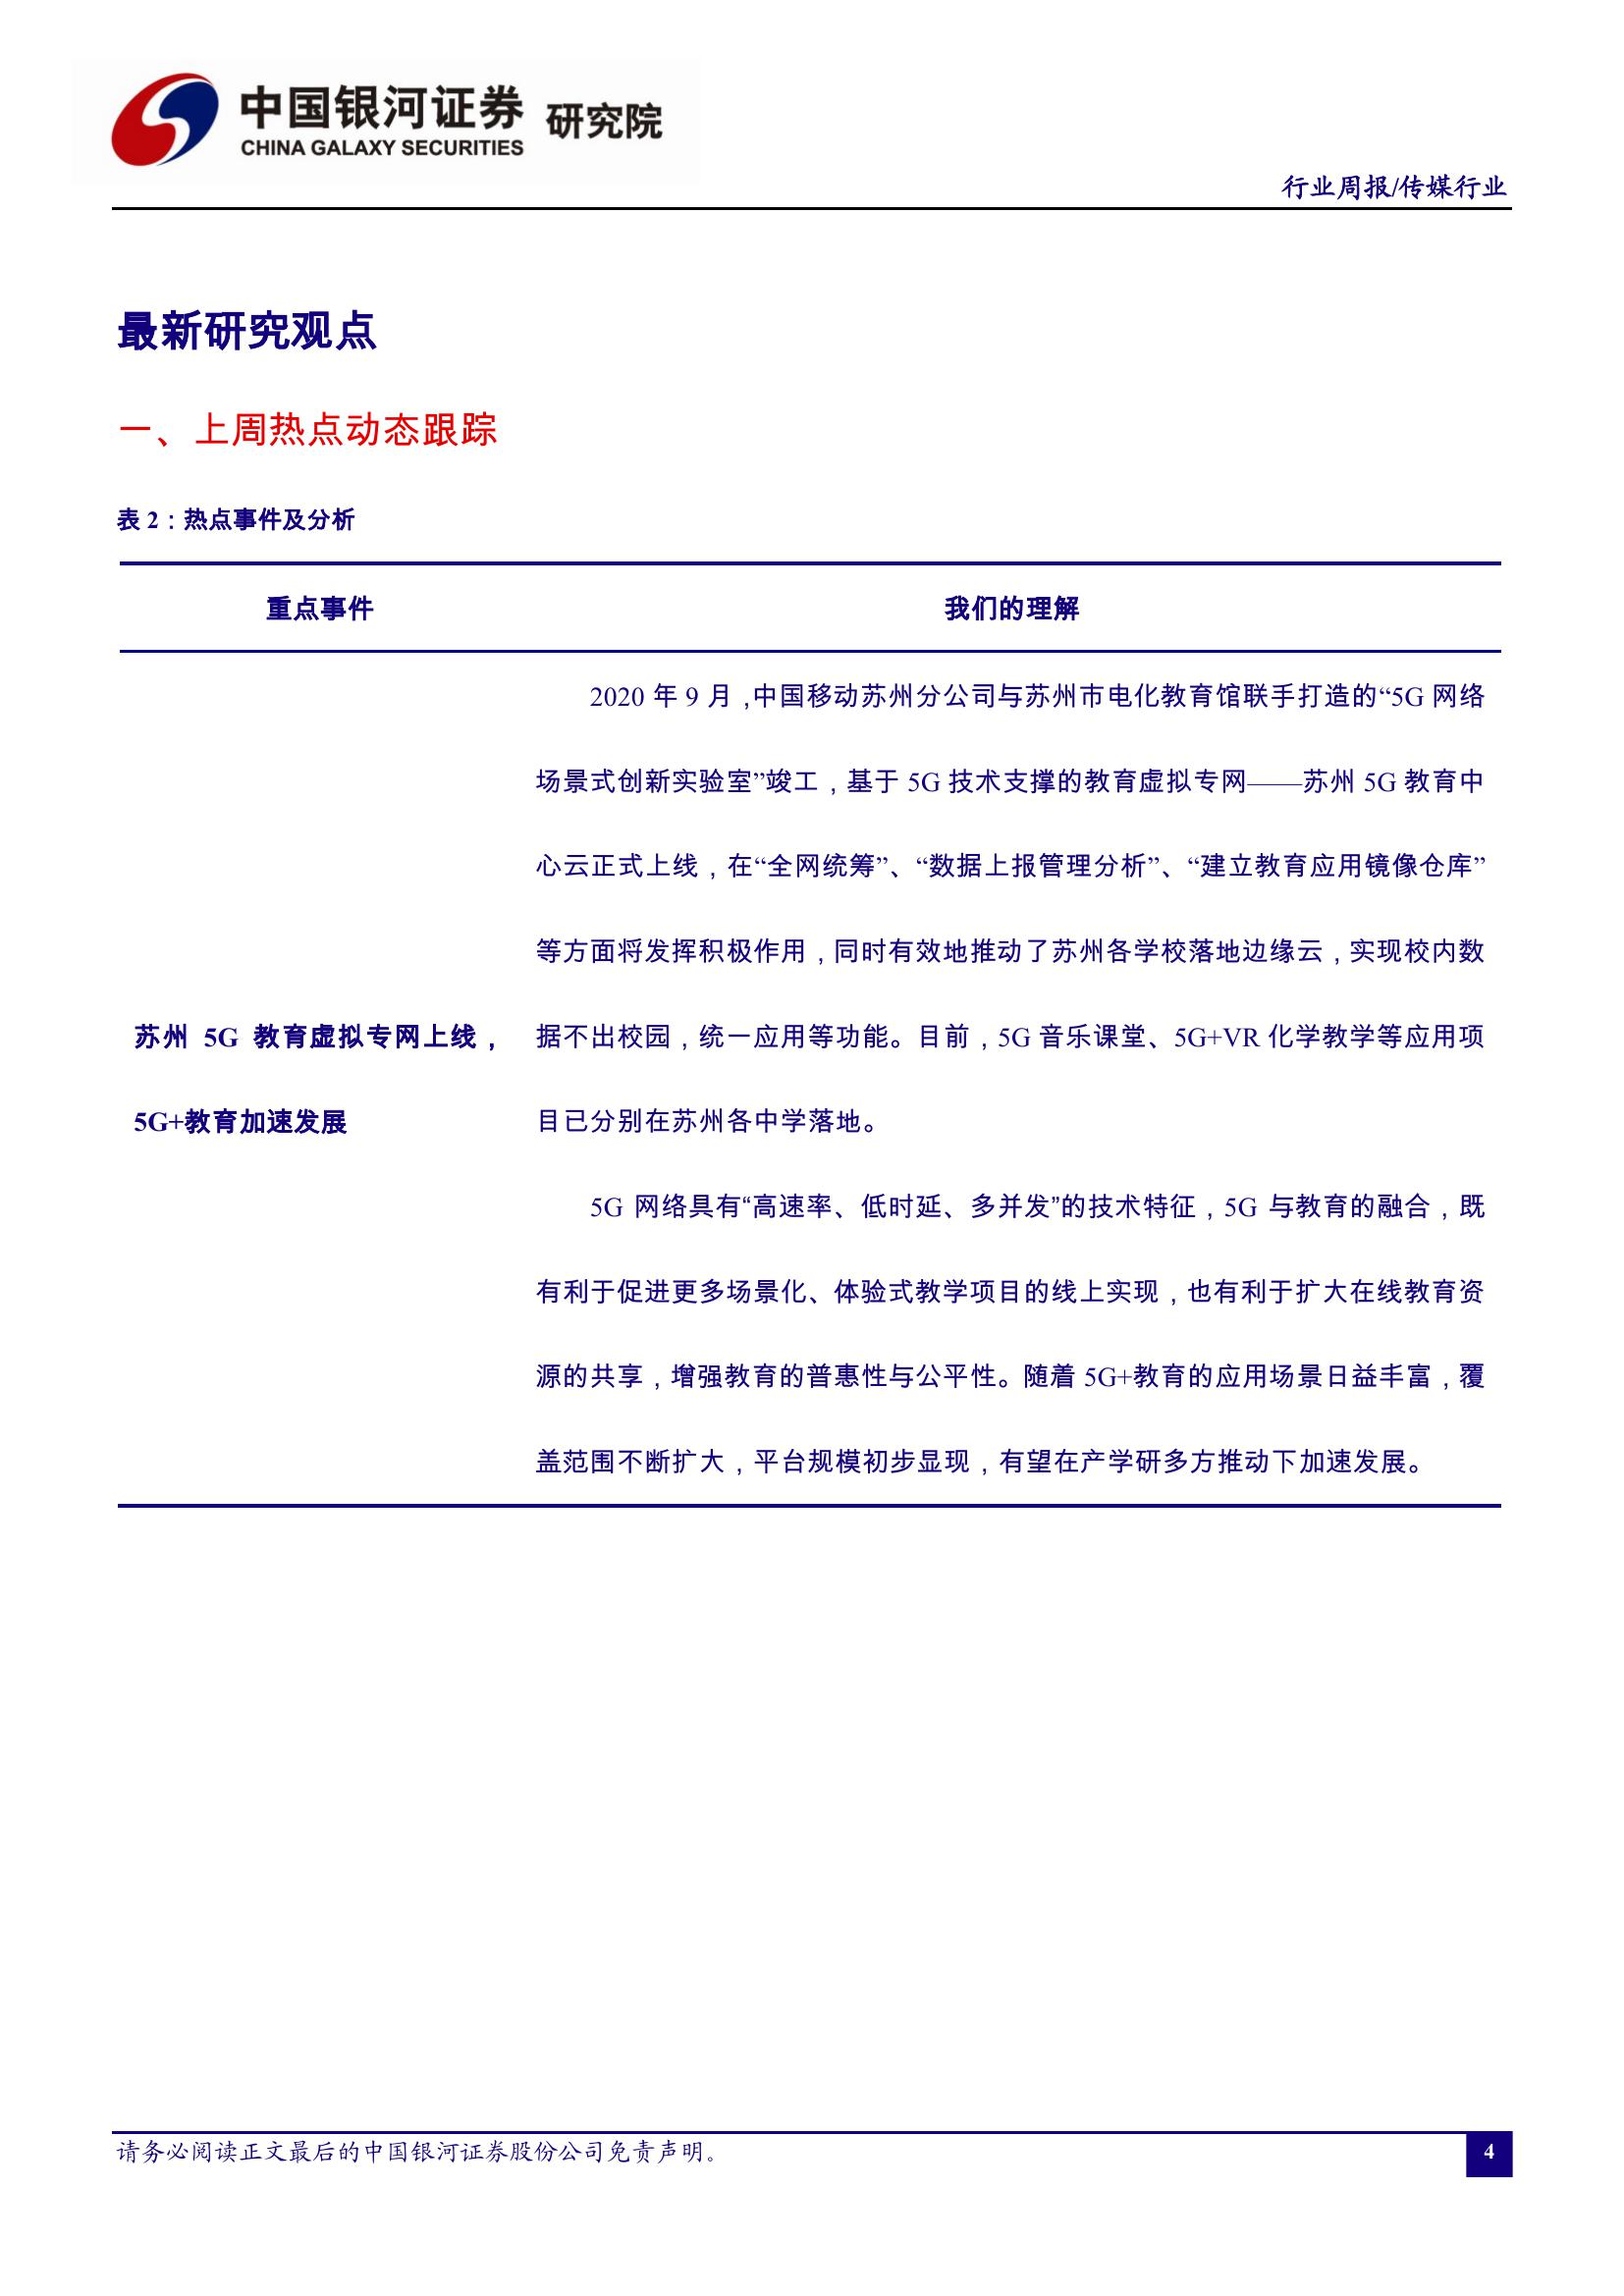 中国银河证券 研究院
CHINA GALAXY SECURITIES
行业周报/传媒行业
最新研究观点
一、上周热点动态跟踪
表 2：热点事件及分析
重点事件
我们的理解
苏州 5G 教育虚拟专网上线，
5G+教育加速发展
2020 年 9 月，中国移动苏州分公司与苏州市电化教育馆联手打造的“5G 网络
场景式创新实验室”竣工，基于 5G 技术支撑的教育虚拟专网——苏州 5G 教育中
心云正式上线，在“全网统筹”、“数据上报管理分析”、“建立教育应用镜像仓库”
等方面将发挥积极作用，同时有效地推动了苏州各学校落地边缘云，实现校内数
据不出校园，统一应用等功能。目前，5G 音乐课堂、5G+VR 化学教学等应用项
目已分别在苏州各中学落地。
5G 网络具有“高速率、低时延、多并发”的技术特征，5G 与教育的融合，既
有利于促进更多场景化、体验式教学项目的线上实现，也有利于扩大在线教育资
源的共享，增强教育的普惠性与公平性。随着 5G+教育的应用场景日益丰富，覆
盖范围不断扩大，平台规模初步显现，有望在产学研多方推动下加速发展。
请务必阅读正文最后的中国银河证券股份公司免责声明。
4